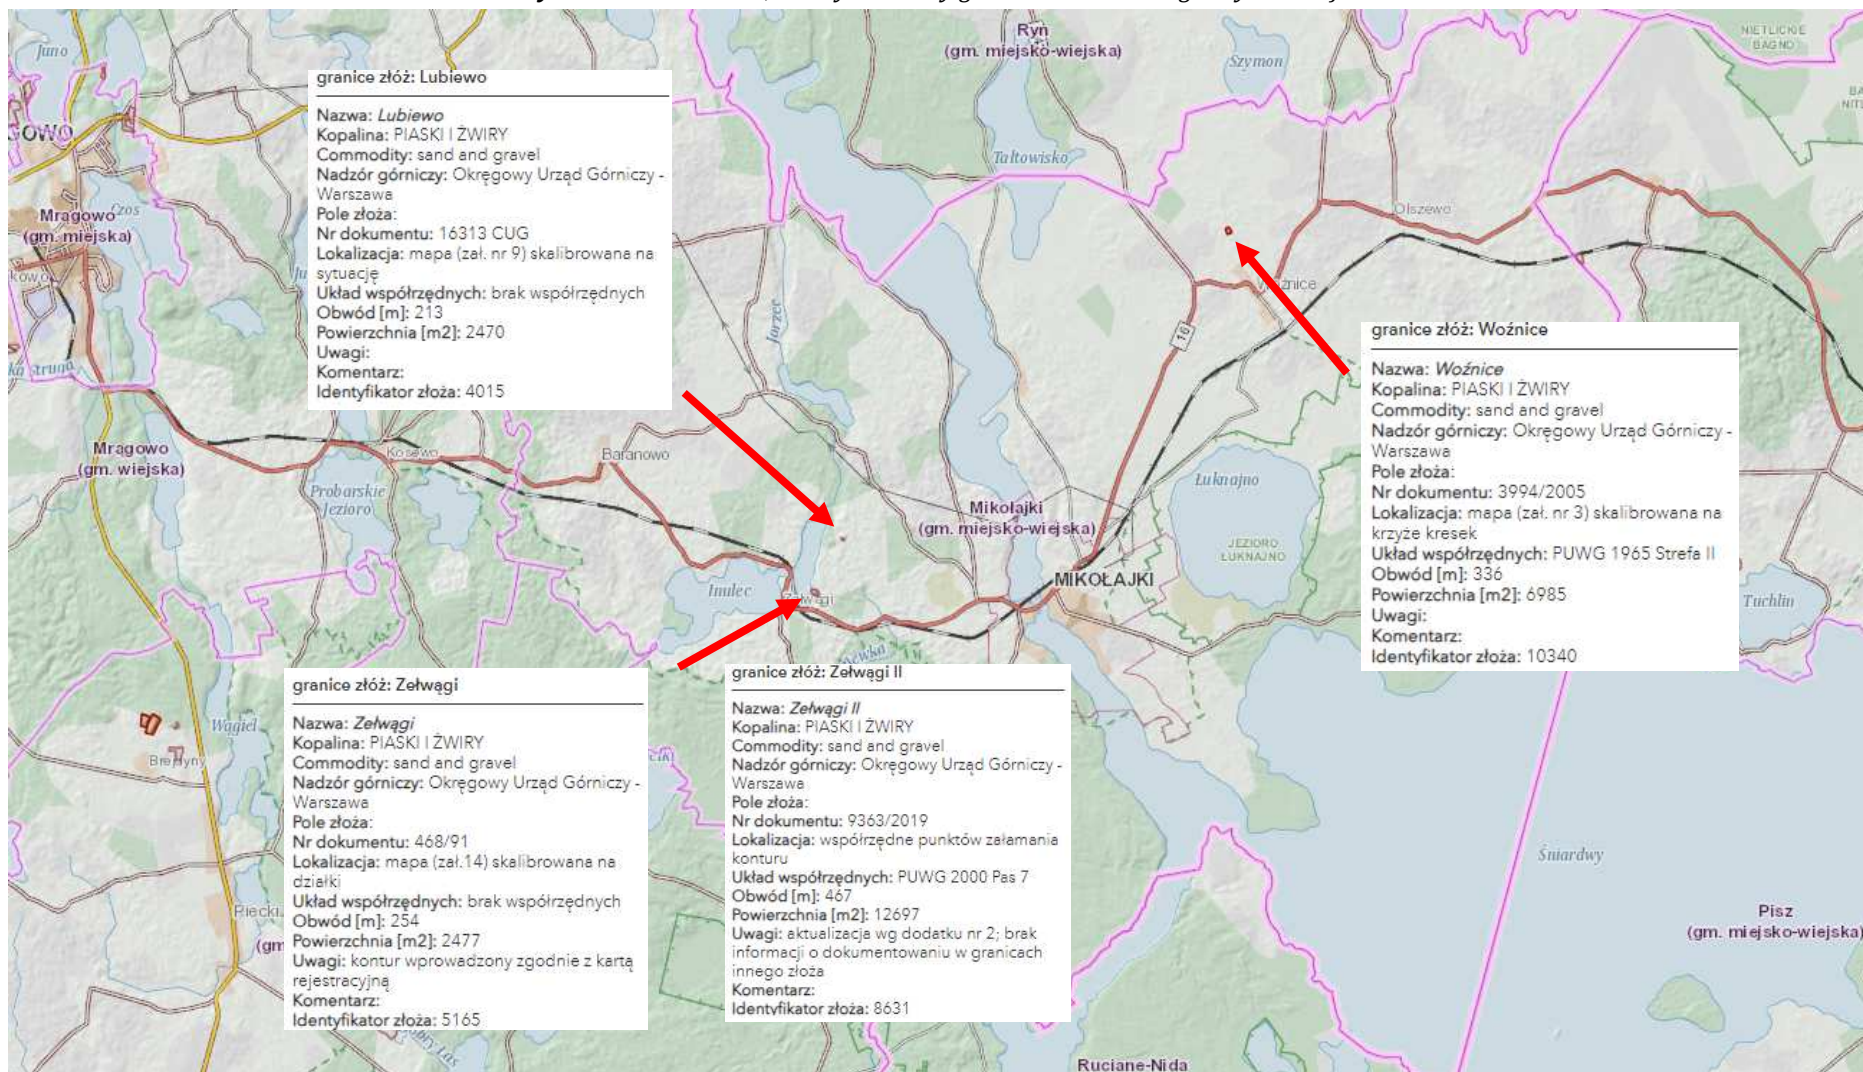 granice złóż: Lubiewo
Nazwa: Lubiewo
Kopalina: PIASKI I ŻWIRY
Commodity: sand and gravel
Nadzór górniczy: Okręgowy Urząd Górniczy -
Warszawa
Pole złoża:
Nr dokumentu: 16313 CUG
Lokalizacja: mapa (zał. nr 9) skalibrowana na
sytuację
Układ współrzędnych: brak współrzędnych
Obwód [m]: 213
Powierzchnia [m2]: 2470
Uwagi:
Komentarz:
Identyfikator złoża: 4015
granice złóż: Woźnice
Nazwa: Woźnice
Kopalina: PIASKI I ŻWIRY
Commodity: sand and gravel
Nadzór górniczy: Okręgowy Urząd Górniczy -
Warszawa
Pole złoża:
Nr dokumentu: 3994/2005
Lokalizacja: mapa (zał. nr 3) skalibrowana na
krzyże kresek
Układ współrzędnych: PUWG 1965 Strefa II
Obwód [m]: 336
Powierzchnia [m2]: 6985
Uwagi:
Komentarz:
Identyfikator złoża: 10340
granice złóż: Zełwągi
Nazwa: Zełwągi
Kopalina: PIASKI I ŻWIRY
Commodity: sand and gravel
Nadzór górniczy: Okręgowy Urząd Górniczy -
Warszawa
Pole złoża:
Nr dokumentu: 468/91
Lokalizacja: mapa (zał.14) skalibrowana na
działki
Układ współrzędnych: brak współrzędnych
Obwód [m]: 254
Powierzchnia [m2]: 2477
Uwagi: kontur wprowadzony zgodnie z kartą
rejestracyjną
Komentarz:
Identyfikator złoża: 5165
granice złóż: Zełwągi II
Nazwa: Zełwągi II
Kopalina: PIASKI I ŻWIRY
Commodity: sand and gravel
Nadzór górniczy: Okręgowy Urząd Górniczy -
Warszawa
Pole złoża:
Nr dokumentu: 9363/2019
Lokalizacja: współrzędne punktów załamania
konturu
Układ współrzędnych: PUWG 2000 Pas 7
Obwód [m]: 467
Powierzchnia [m2]: 12697
Uwagi: aktualizacja wg dodatku nr 2; brak
informacji o dokumentowaniu w granicach
innego złoża
Komentarz:
Identyfikator złoża: 8631
Juno
Ryn
(gm. miejsko-wiejska)
Szymon
NIETLICKIE
BAGNO
Tałtowisko
Mrągowo
(gm. miejska)
Czos
Olszewo
16
Jorzec
Mrągowo
(gm. wiejska)
Kosewo
Baranowo
Probarskie
Jezioro
Łuknajno
Mikołajki
(gm. miejsko-wiejska)
JEZIORO
ŁUKNAJNO
MIKOŁAJKI
Inulec
Tuchlin
Wągiel
Śniardwy
Piecki
Pisz
(gm. miejsko-wiejska)
Ruciane-Nida